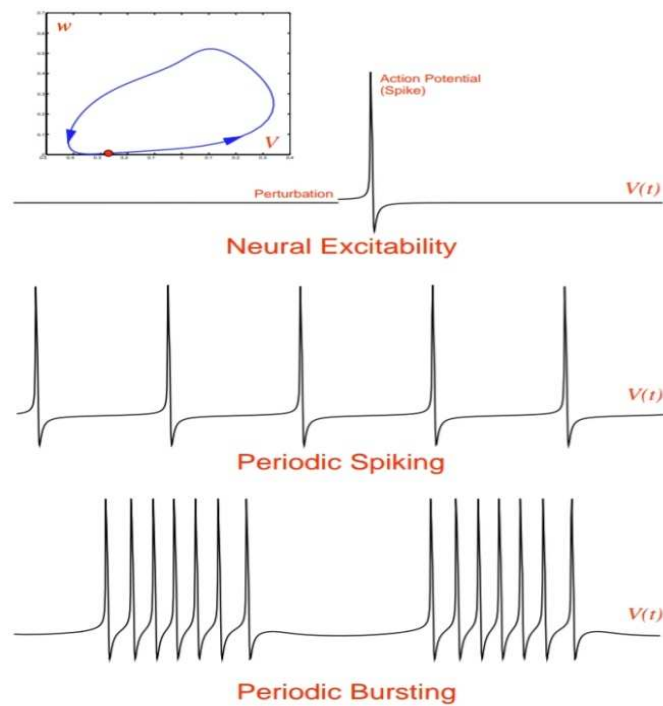 w
V
Action Potential
(Spike)
Perturbation
V(t)
Neural Excitability
V(t)
Periodic Spiking
V(t)
Periodic Bursting